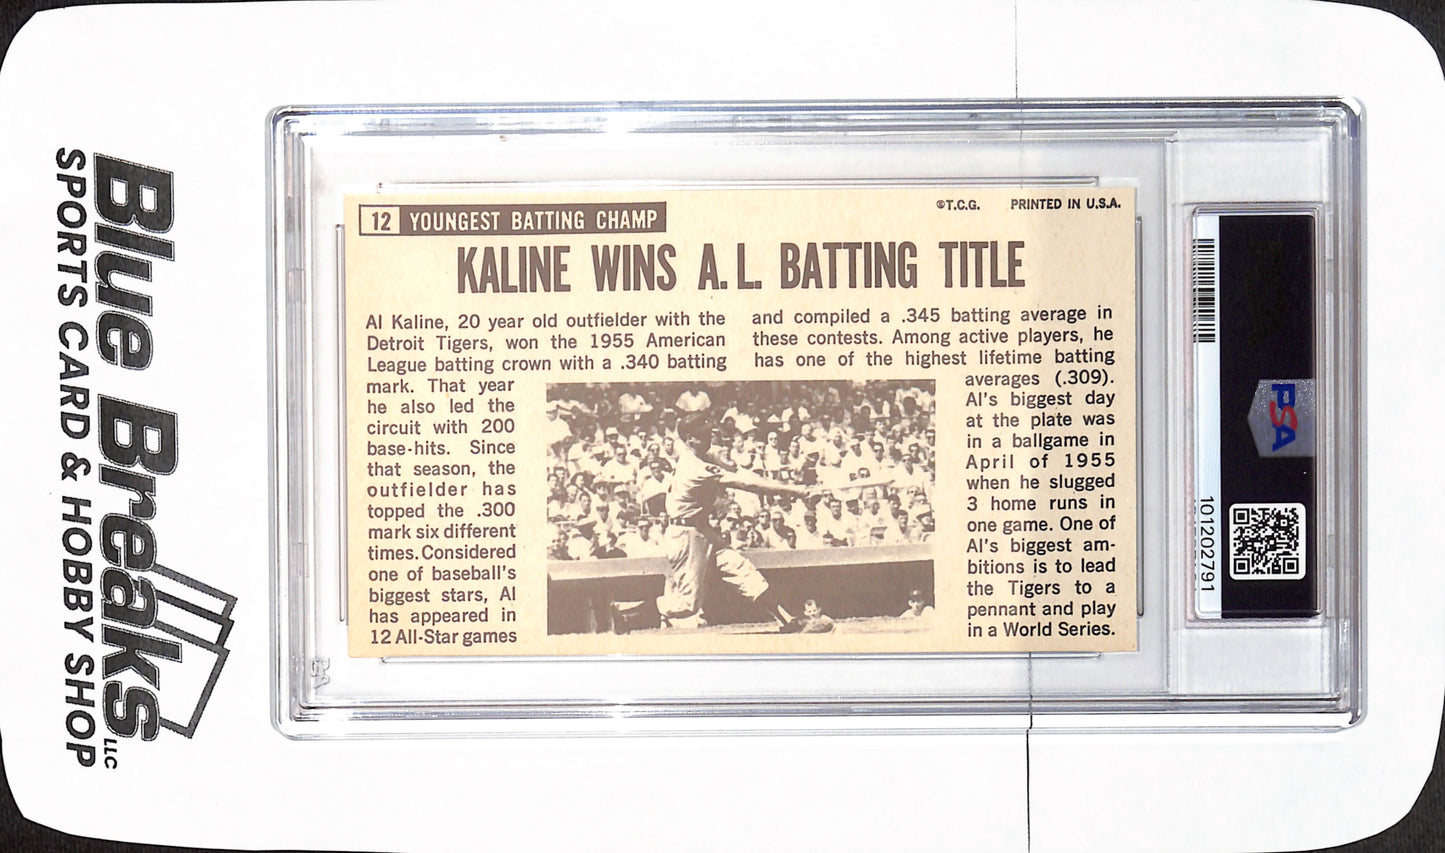 Blue Breaks LLC
SPORTS CARD & HOBBY SHOP
12 YOUNGEST BATTING CHAMP
©T.C.G. PRINTED IN U.S.A.
KALINE WINS A.L. BATTING TITLE
Al Kaline, 20 year old outfielder with the
Detroit Tigers, won the 1955 American
League batting crown with a .340 batting
mark. That year
he also led the
circuit with 200
base-hits. Since
that season, the
outfielder has
topped the .300
mark six different
times. Considered
one of baseball's
biggest stars, Al
has appeared in
12 All-Star games
and compiled a .345 batting average in
these contests. Among active players, he
has one of the highest lifetime batting
averages (.309).
Al's biggest day
at the plate was
in a ballgame in
April of 1955
when he slugged
3 home runs in
one game. One of
Al's biggest am-
bitions is to lead
the Tigers to a
pennant and play
in a World Series.
PSA
101202791